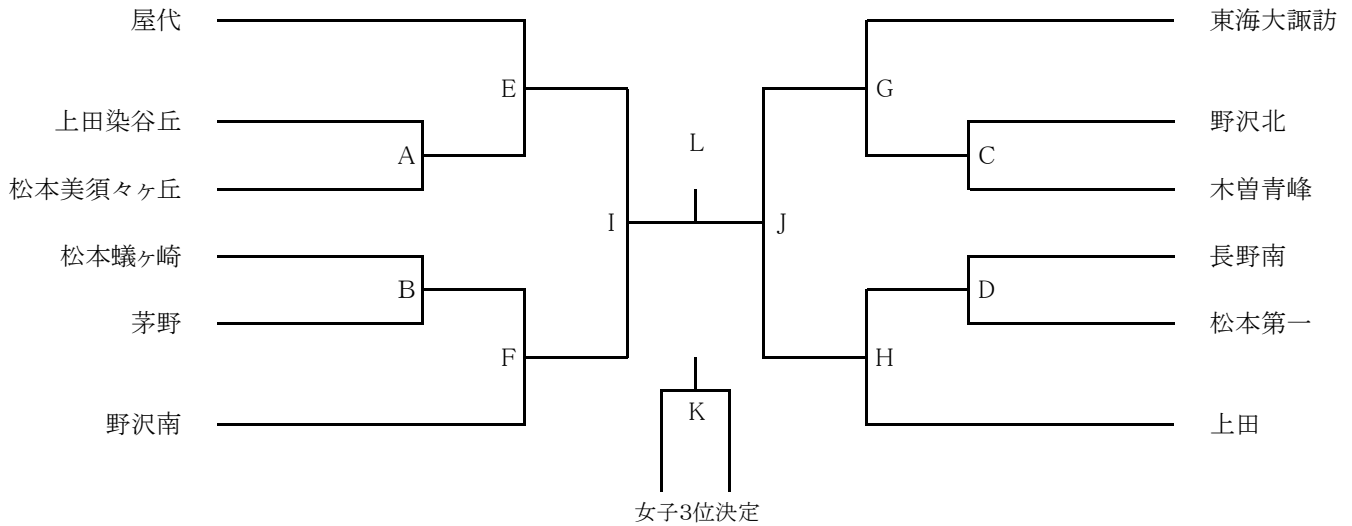 屋代
東海大諏訪
E
G
上田染谷丘
野沢北
L
A
C
松本美須々ヶ丘
木曽青峰
I
J
松本蟻ヶ崎
長野南
B
D
茅野
松本第一
F
H
K
野沢南
上田
女子3位決定